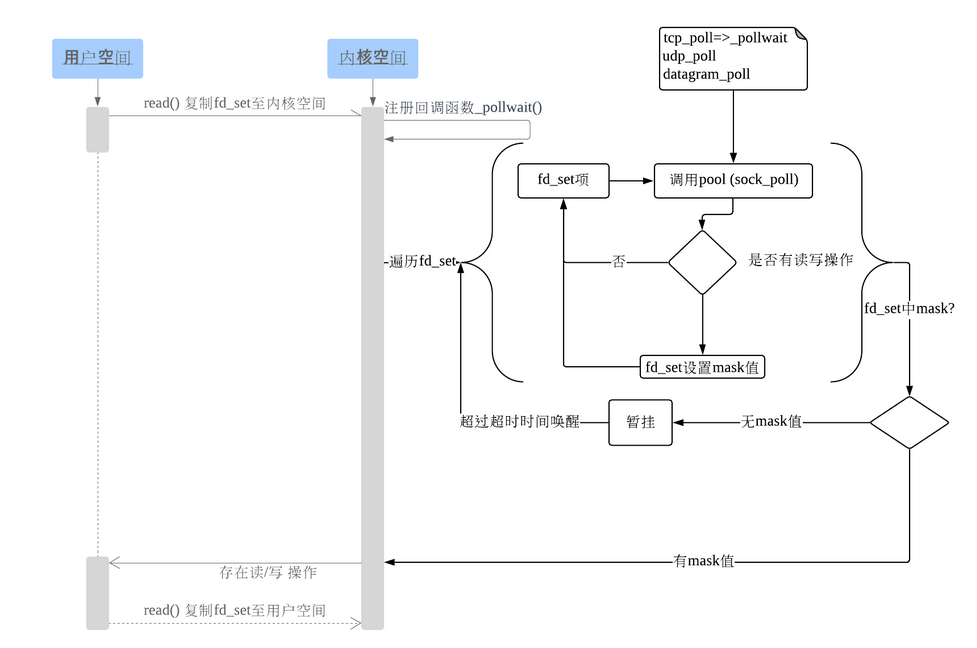 tcp_poll=>_pollwait
udp_poll
datagram_poll
用户空间
内核空间
read() 复制fd_set至内核空间
注册回调函数_pollwait()
fd_set项
调用pool (sock_poll)
遍历fd_set
否
是否有读写操作
fd_set中mask?
fd_set设置mask值
超过超时时间唤醒
暂挂
无mask值
有mask值
存在读/写 操作
read() 复制fd_set至用户空间